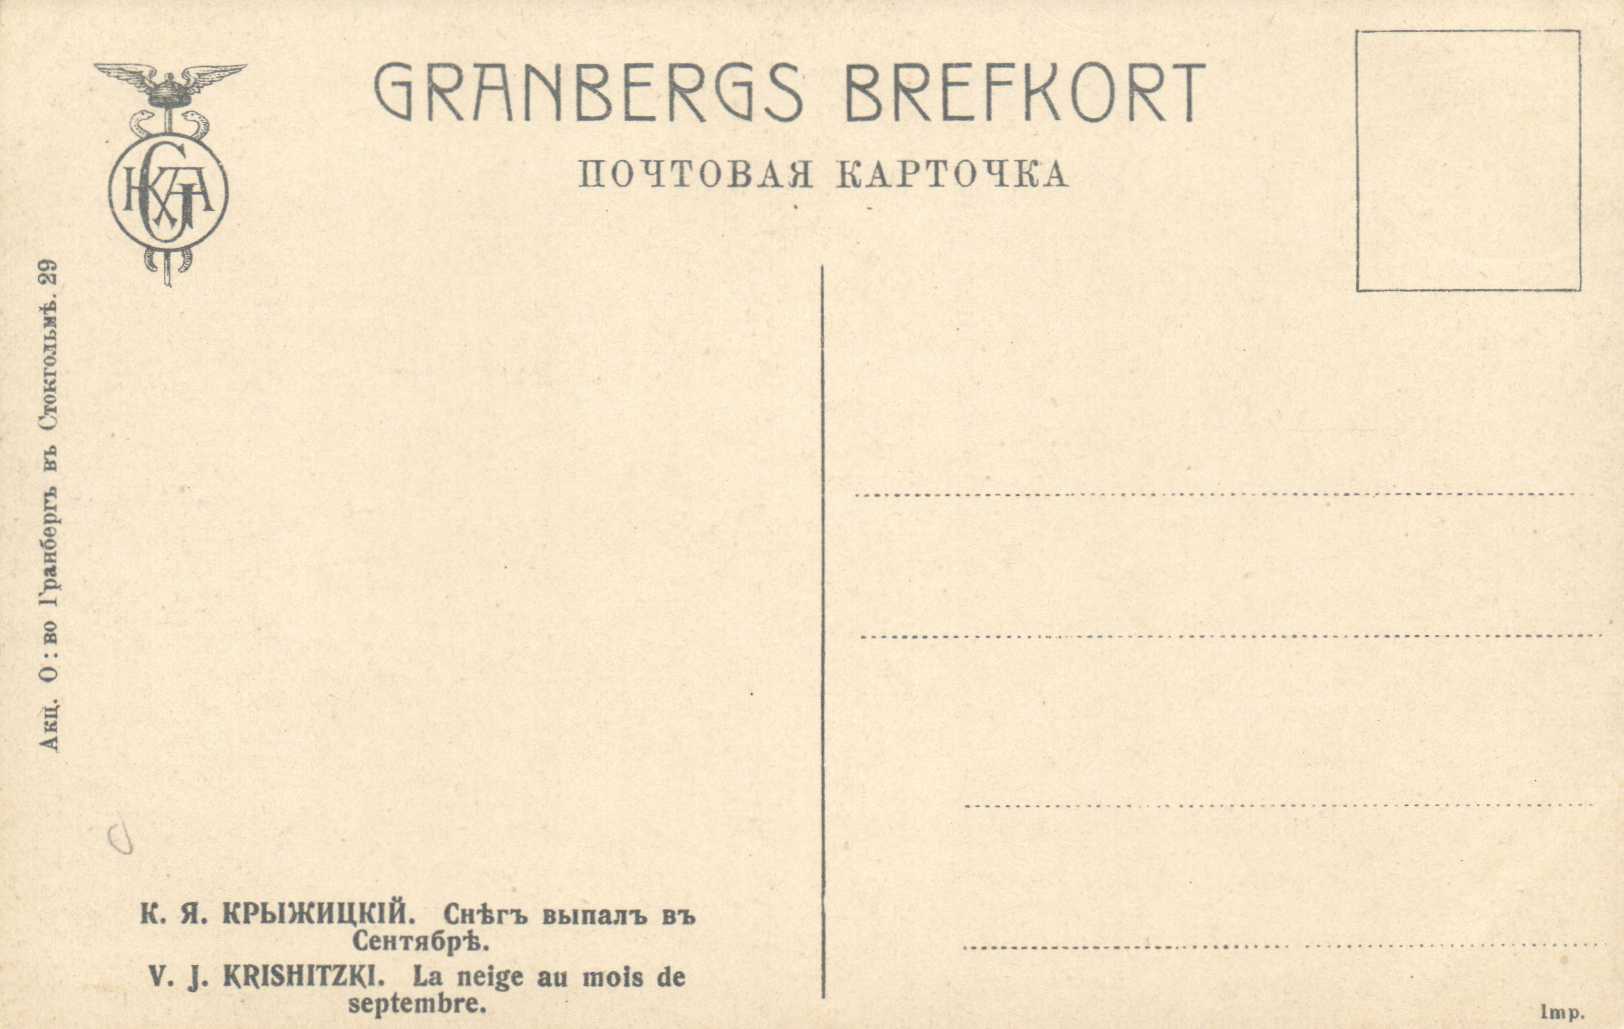 GRANBERGS BREFKORT
ПОЧТОВАЯ КАРТОЧКА
Акц. О:во Гранбергъ въ Стокгольмѣ. 29
К. Я. КРЫЖИЦКІЙ. Снѣгъ выпалъ въ
Сентябрѣ.
V. J. KRISHITZKI. La neige au mois de
septembre.
Imp.